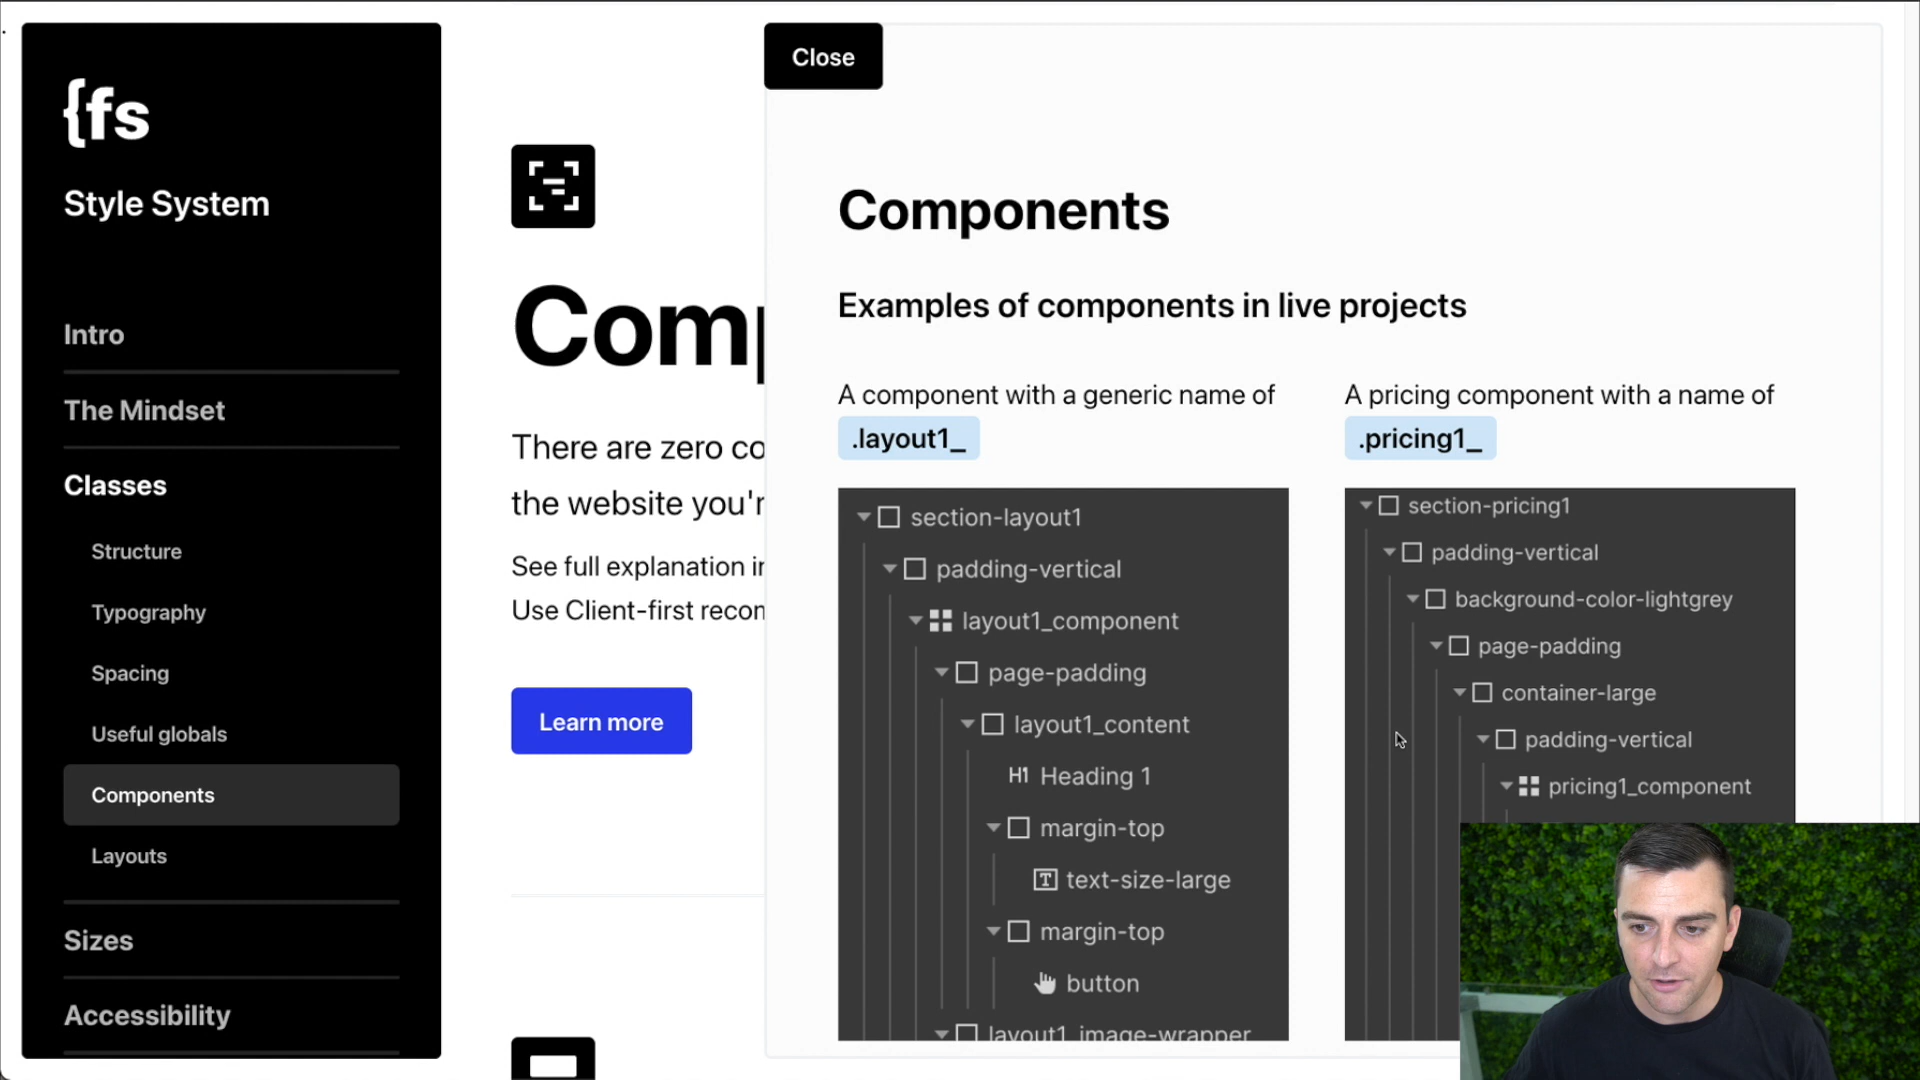 {fs
Style System
Intro
The Mindset
Classes
Structure
Typography
Spacing
Useful globals
Components
Layouts
Sizes
Accessibility
There are zero co
the website you'r
See full explanation in
Use Client-first recom
Learn more
Close
Components
Examples of components in live projects
A component with a generic name of
.layout1_
section-layout1
padding-vertical
layout1_component
page-padding
layout1_content
H1 Heading 1
margin-top
text-size-large
margin-top
button
layout1_image-wrapper
A pricing component with a name of
.pricing1_
section-pricing1
padding-vertical
background-color-lightgrey
page-padding
container-large
padding-vertical
pricing1_component